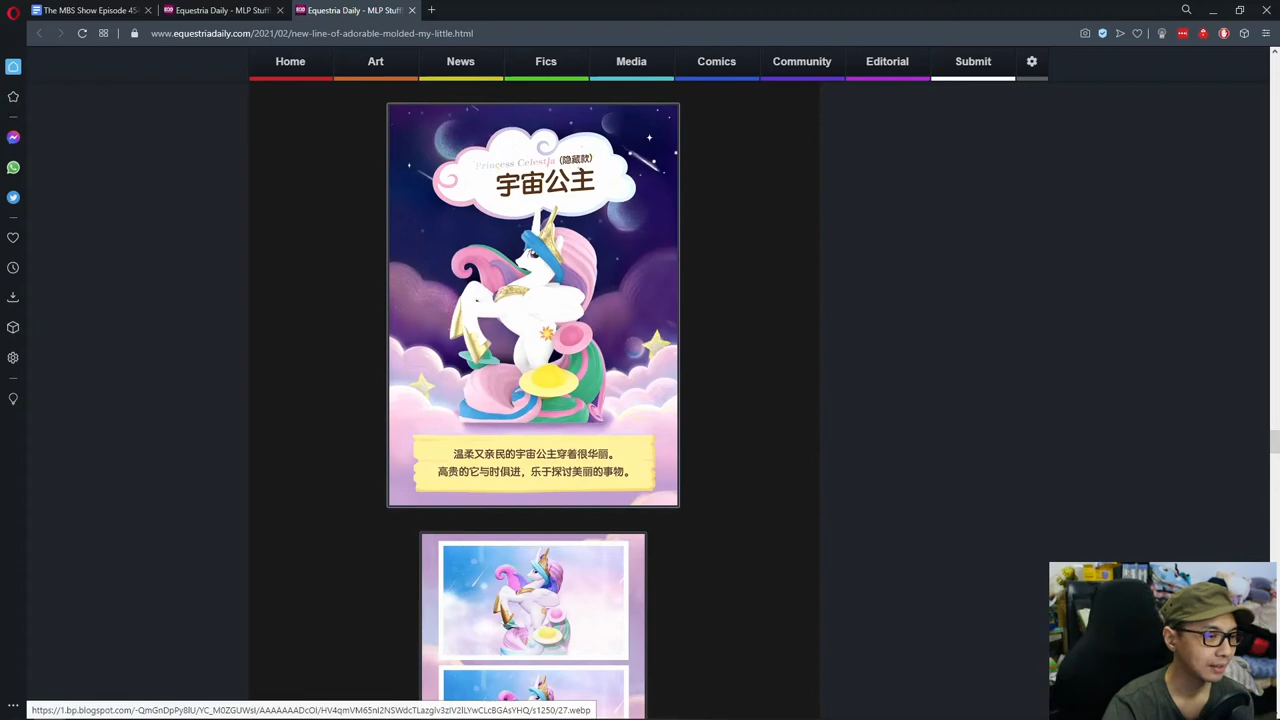 The MBS Show Episode 45
Equestria Daily - MLP Stuff
Equestria Daily - MLP Stuff
www.equestriadaily.com/2021/02/new-line-of-adorable-molded-my-little.html
Home Art News Fics Media Comics Community Editorial Submit
Princess Celestia (隐藏款)
宇宙公主
温柔又亲民的宇宙公主穿着很华丽。
高贵的它与时俱进，乐于探讨美丽的事物。